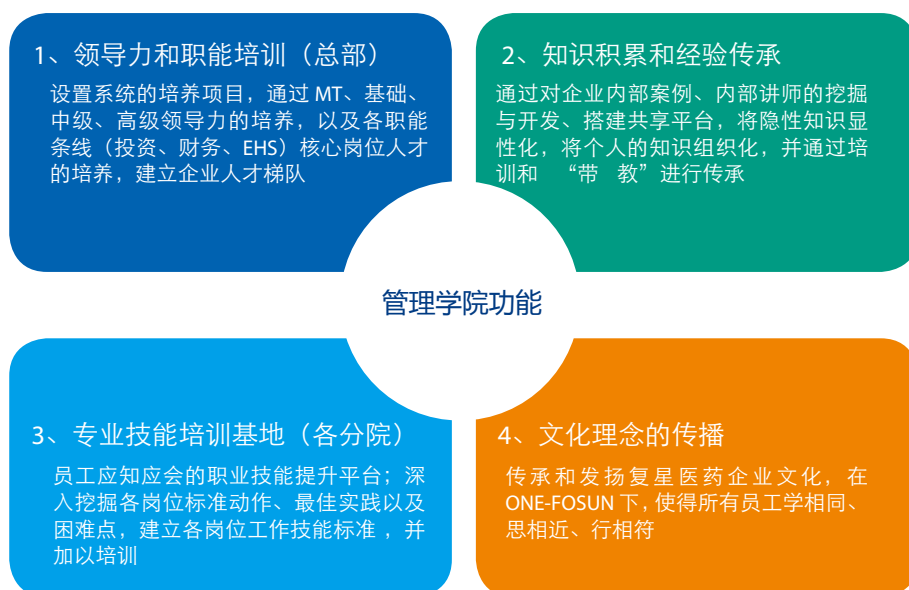 1、领导力和职能培训（总部）
设置系统的培养项目，通过 MT、基础、
中级、高级领导力的培养，以及各职能
条线（投资、财务、EHS）核心岗位人才
的培养，建立企业人才梯队
2、知识积累和经验传承
通过对企业内部案例、内部讲师的挖掘
与开发、搭建共享平台，将隐性知识显
性化，将个人的知识组织化，并通过培
训和 “带 教”进行传承
管理学院功能
3、专业技能培训基地（各分院）
员工应知应会的职业技能提升平台；深
入挖掘各岗位标准动作、最佳实践以及
困难点，建立各岗位工作技能标准 ，并
加以培训
4、文化理念的传播
传承和发扬复星医药企业文化，在
ONE-FOSUN 下，使得所有员工学相同、
思相近、行相符